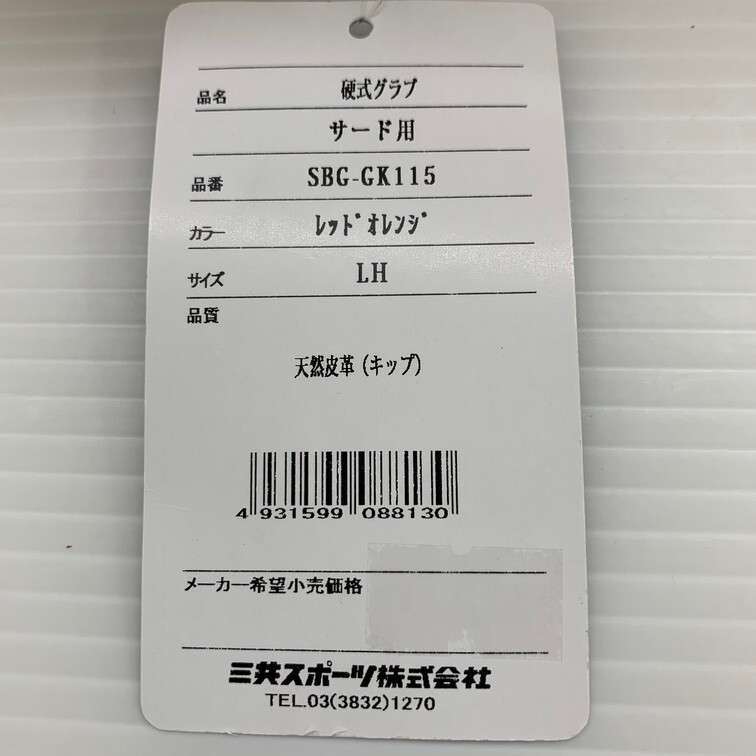 品名 硬式グラブ
サード用
品番 SBG-GK115
カラー ﾚｯﾄﾞｵﾚﾝｼﾞ
サイズ LH
品質
天然皮革(キップ)
4 931599 088130
メーカー希望小売価格
三共スポーツ株式会社
TEL.03(3832)1270